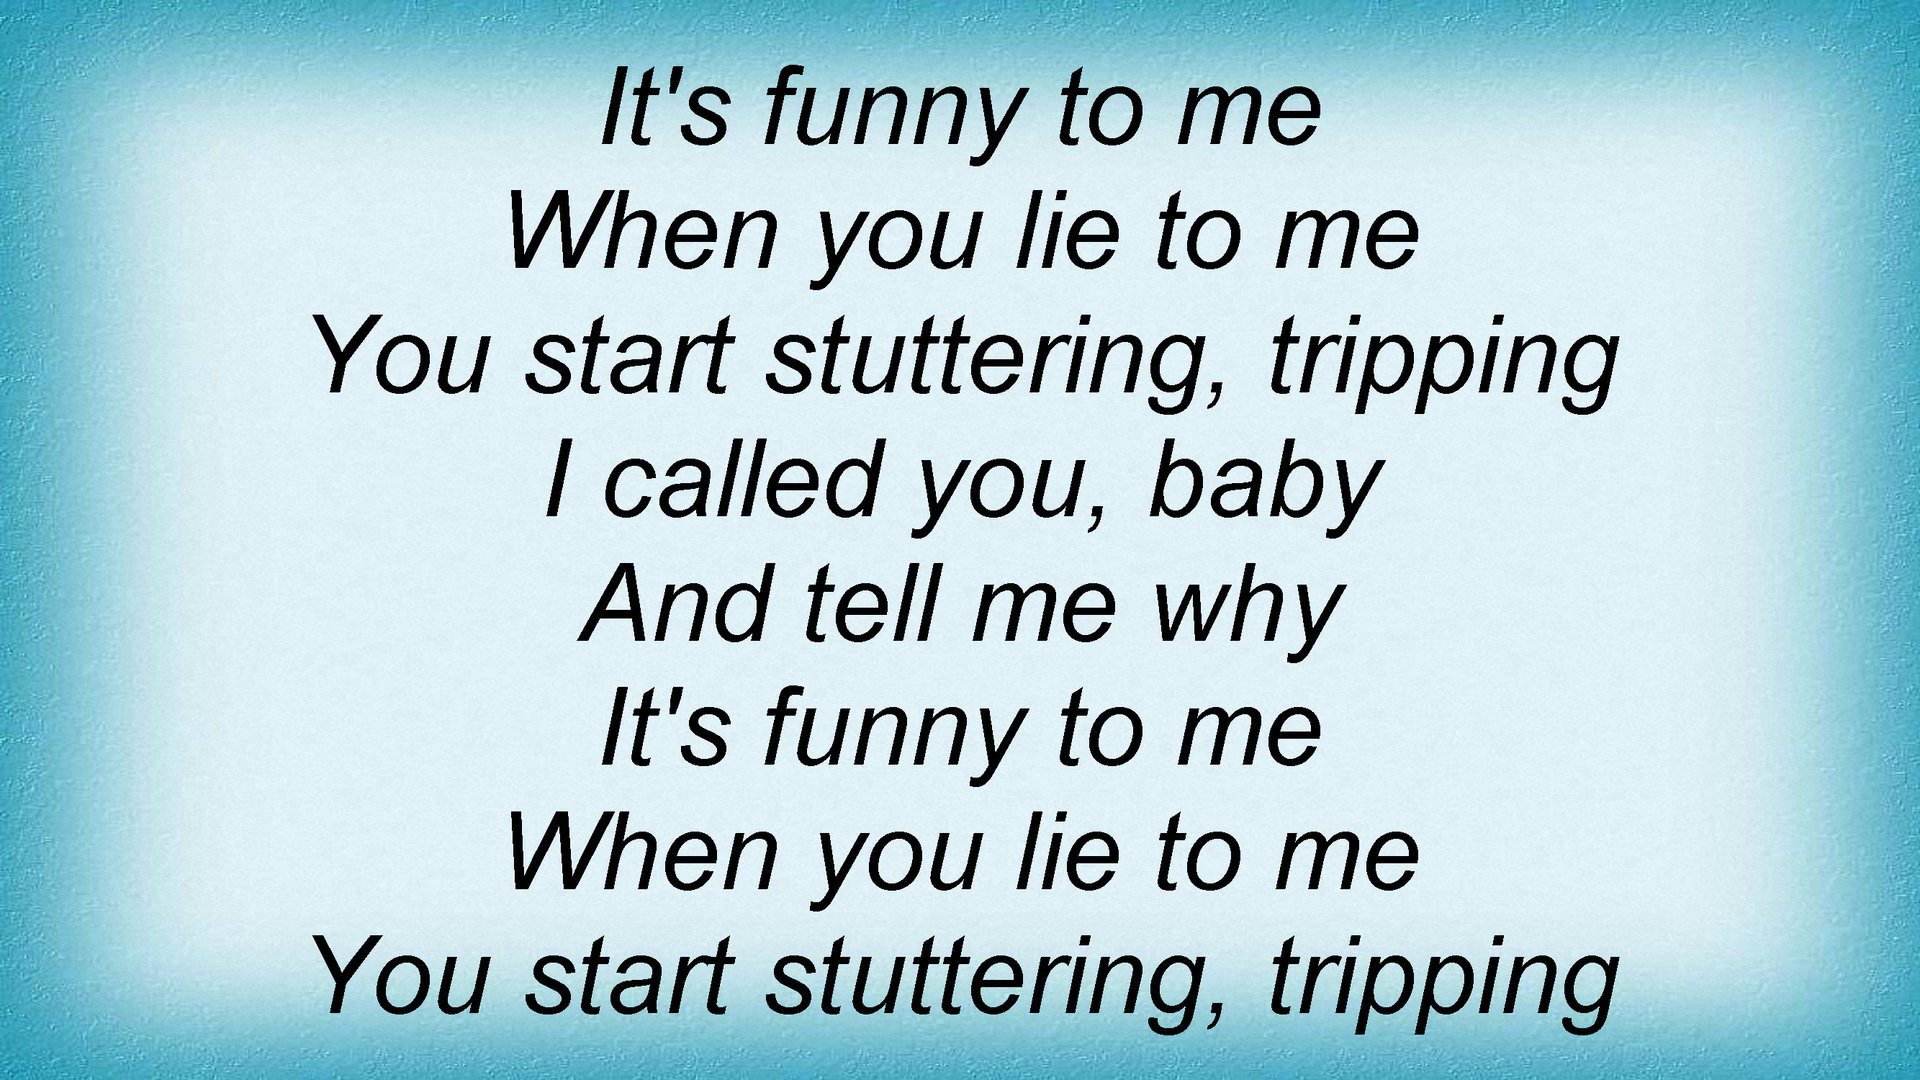 It's funny to me
When you lie to me
You start stuttering, tripping
I called you, baby
And tell me why
It's funny to me
When you lie to me
You start stuttering, tripping